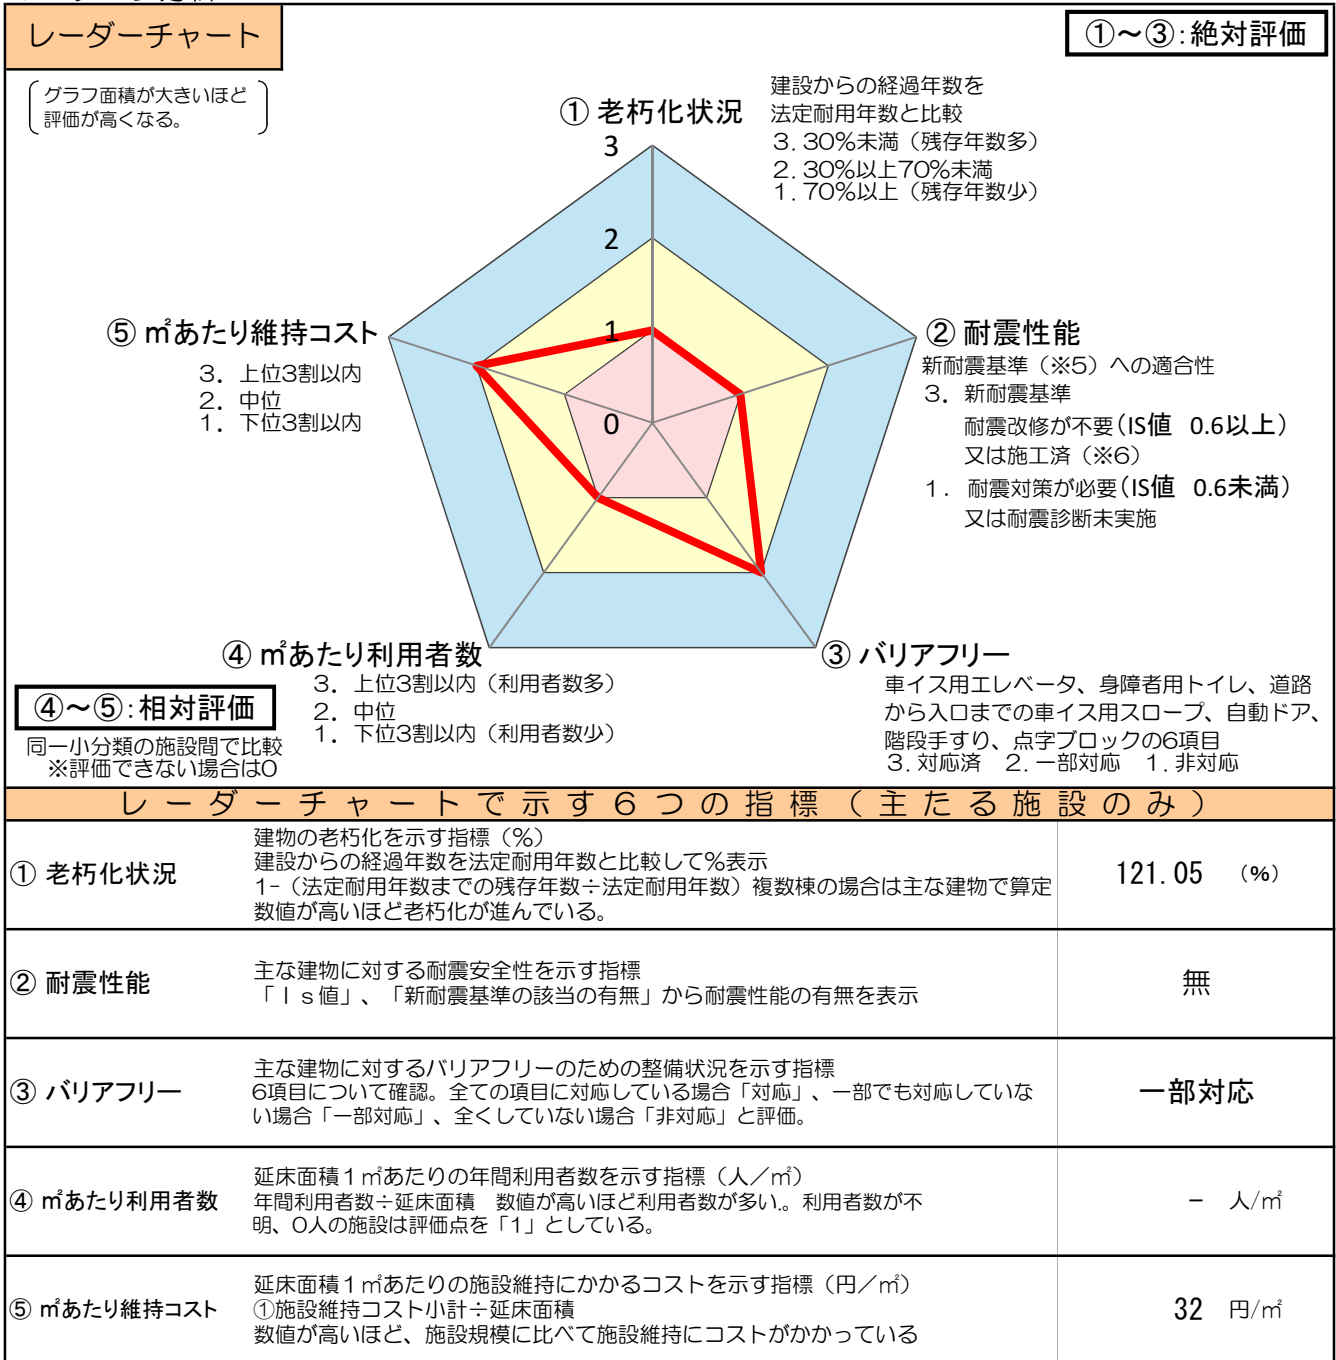 レーダーチャート
①～③:絶対評価
グラフ面積が大きいほど
評価が高くなる。
① 老朽化状況
建設からの経過年数を
法定耐用年数と比較
3. 30%未満（残存年数多）
2. 30%以上70%未満
1. 70%以上（残存年数少）
3
2
1
0
⑤ ㎡あたり維持コスト
3. 上位3割以内
2. 中位
1. 下位3割以内
② 耐震性能
新耐震基準（※5）への適合性
3. 新耐震基準
耐震改修が不要(IS値 0.6以上)
又は施工済（※6）
1. 耐震対策が必要(IS値 0.6未満)
又は耐震診断未実施
④ ㎡あたり利用者数
3. 上位3割以内（利用者数多）
2. 中位
1. 下位3割以内（利用者数少）
③ バリアフリー
車イス用エレベータ、身障者用トイレ、道路
から入口までの車イス用スロープ、自動ドア、
階段手すり、点字ブロックの6項目
3. 対応済 2. 一部対応 1. 非対応
④～⑤:相対評価
同一小分類の施設間で比較
※評価できない場合は0
レーダーチャートで示す６つの指標（主たる施設のみ）
① 老朽化状況
建物の老朽化を示す指標（%）
建設からの経過年数を法定耐用年数と比較して%表示
1-（法定耐用年数までの残存年数÷法定耐用年数）複数棟の場合は主な建物で算定
数値が高いほど老朽化が進んでいる。
121.05 （%）
② 耐震性能
主な建物に対する耐震安全性を示す指標
「Ｉｓ値」、「新耐震基準の該当の有無」から耐震性能の有無を表示
無
③ バリアフリー
主な建物に対するバリアフリーのための整備状況を示す指標
6項目について確認。全ての項目に対応している場合「対応」、一部でも対応していな
い場合「一部対応」、全くしていない場合「非対応」と評価。
一部対応
④ ㎡あたり利用者数
延床面積１㎡あたりの年間利用者数を示す指標（人／㎡）
年間利用者数÷延床面積 数値が高いほど利用者数が多い。利用者数が不
明、0人の施設は評価点を「1」としている。
－ 人/㎡
⑤ ㎡あたり維持コスト
延床面積１㎡あたりの施設維持にかかるコストを示す指標（円／㎡）
①施設維持コスト小計÷延床面積
数値が高いほど、施設規模に比べて施設維持にコストがかかっている
32 円/㎡